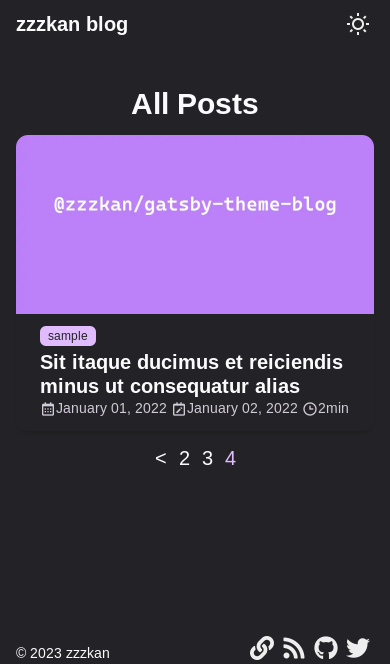 zzzkan blog
All Posts
@zzzkan/gatsby-theme-blog
sample
Sit itaque ducimus et reiciendis
minus ut consequatur alias
January 01, 2022 January 02, 2022 2min
< 2 3 4
© 2023 zzzkan